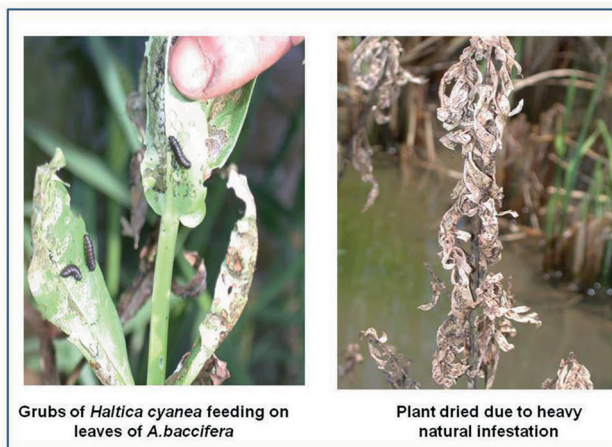 Grubs of Haltica cyanea feeding on
leaves of A.baccifera
Plant dried due to heavy
natural infestation